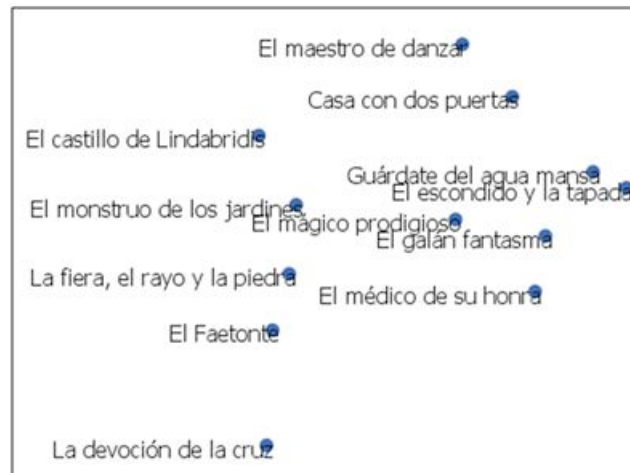 El maestro de danzar
Casa con dos puertas
El castillo de Lindabridis
Guárdate del agua mansa
El escondido y la tapada
El monstruo de los jardines
El mágico prodigioso
El galán fantasma
La fiera, el rayo y la piedra
El médico de su honra
El Faetonte
La devoción de la cruz